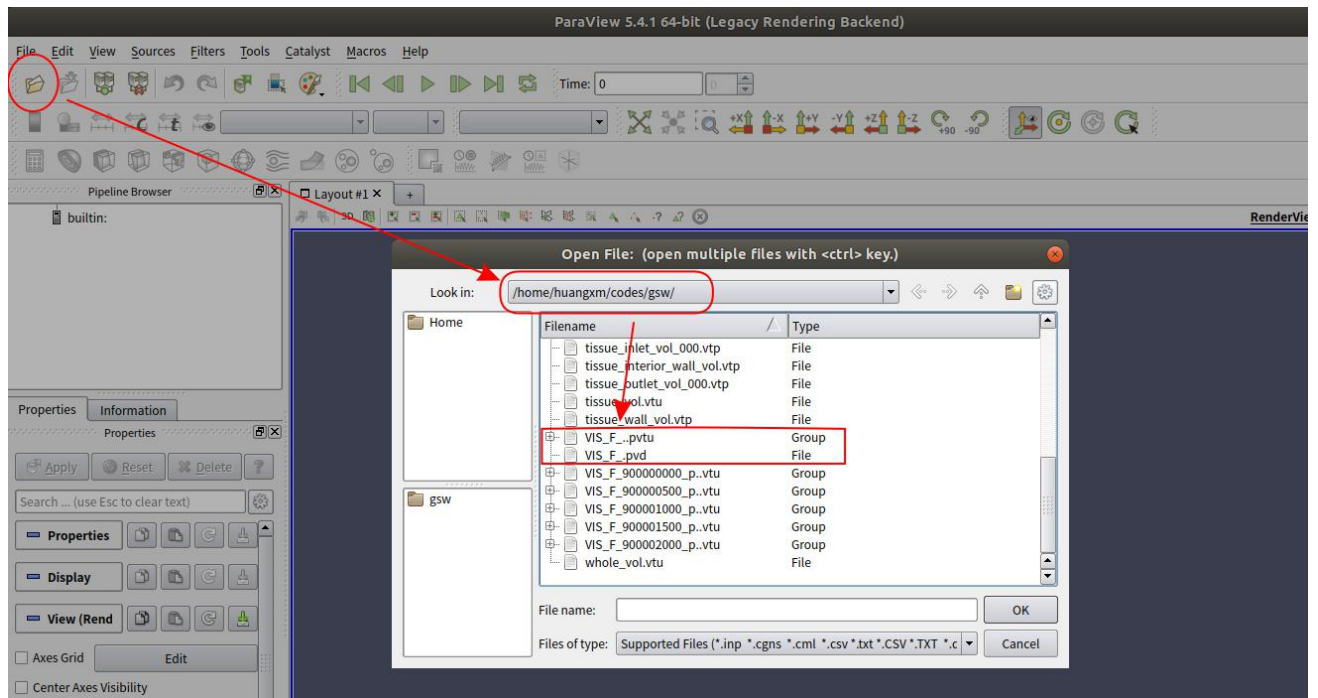 ParaView 5.4.1 64-bit (Legacy Rendering Backend)
File Edit View Sources Filters Tools Catalyst Macros Help
Time: 0 0
+X -X +Y -Y +Z -Z +90 -90
Pipeline Browser
Layout #1
builtin:
3D
RenderVie
Open File: (open multiple files with <ctrl> key.)
Look in: /home/huangxm/codes/gsw/
Home
Filename Type
tissue_inlet_vol_000.vtp File
tissue_interior_wall_vol.vtp File
tissue_outlet_vol_000.vtp File
tissue_vol.vtu File
tissue_wall_vol.vtp File
VIS_F_..pvtu Group
VIS_F_.pvd File
VIS_F_900000000_p..vtu Group
VIS_F_900000500_p..vtu Group
VIS_F_900001000_p..vtu Group
VIS_F_900001500_p..vtu Group
VIS_F_900002000_p..vtu Group
whole_vol.vtu File
gsw
File name: OK
Files of type: Supported Files (*.inp *.cgns *.cml *.csv *.txt *.CSV *.TXT *.c Cancel
Properties Information
Properties
Apply Reset Delete ?
Search ... (use Esc to clear text)
Properties
Display
View (Rend
Axes Grid Edit
Center Axes Visibility